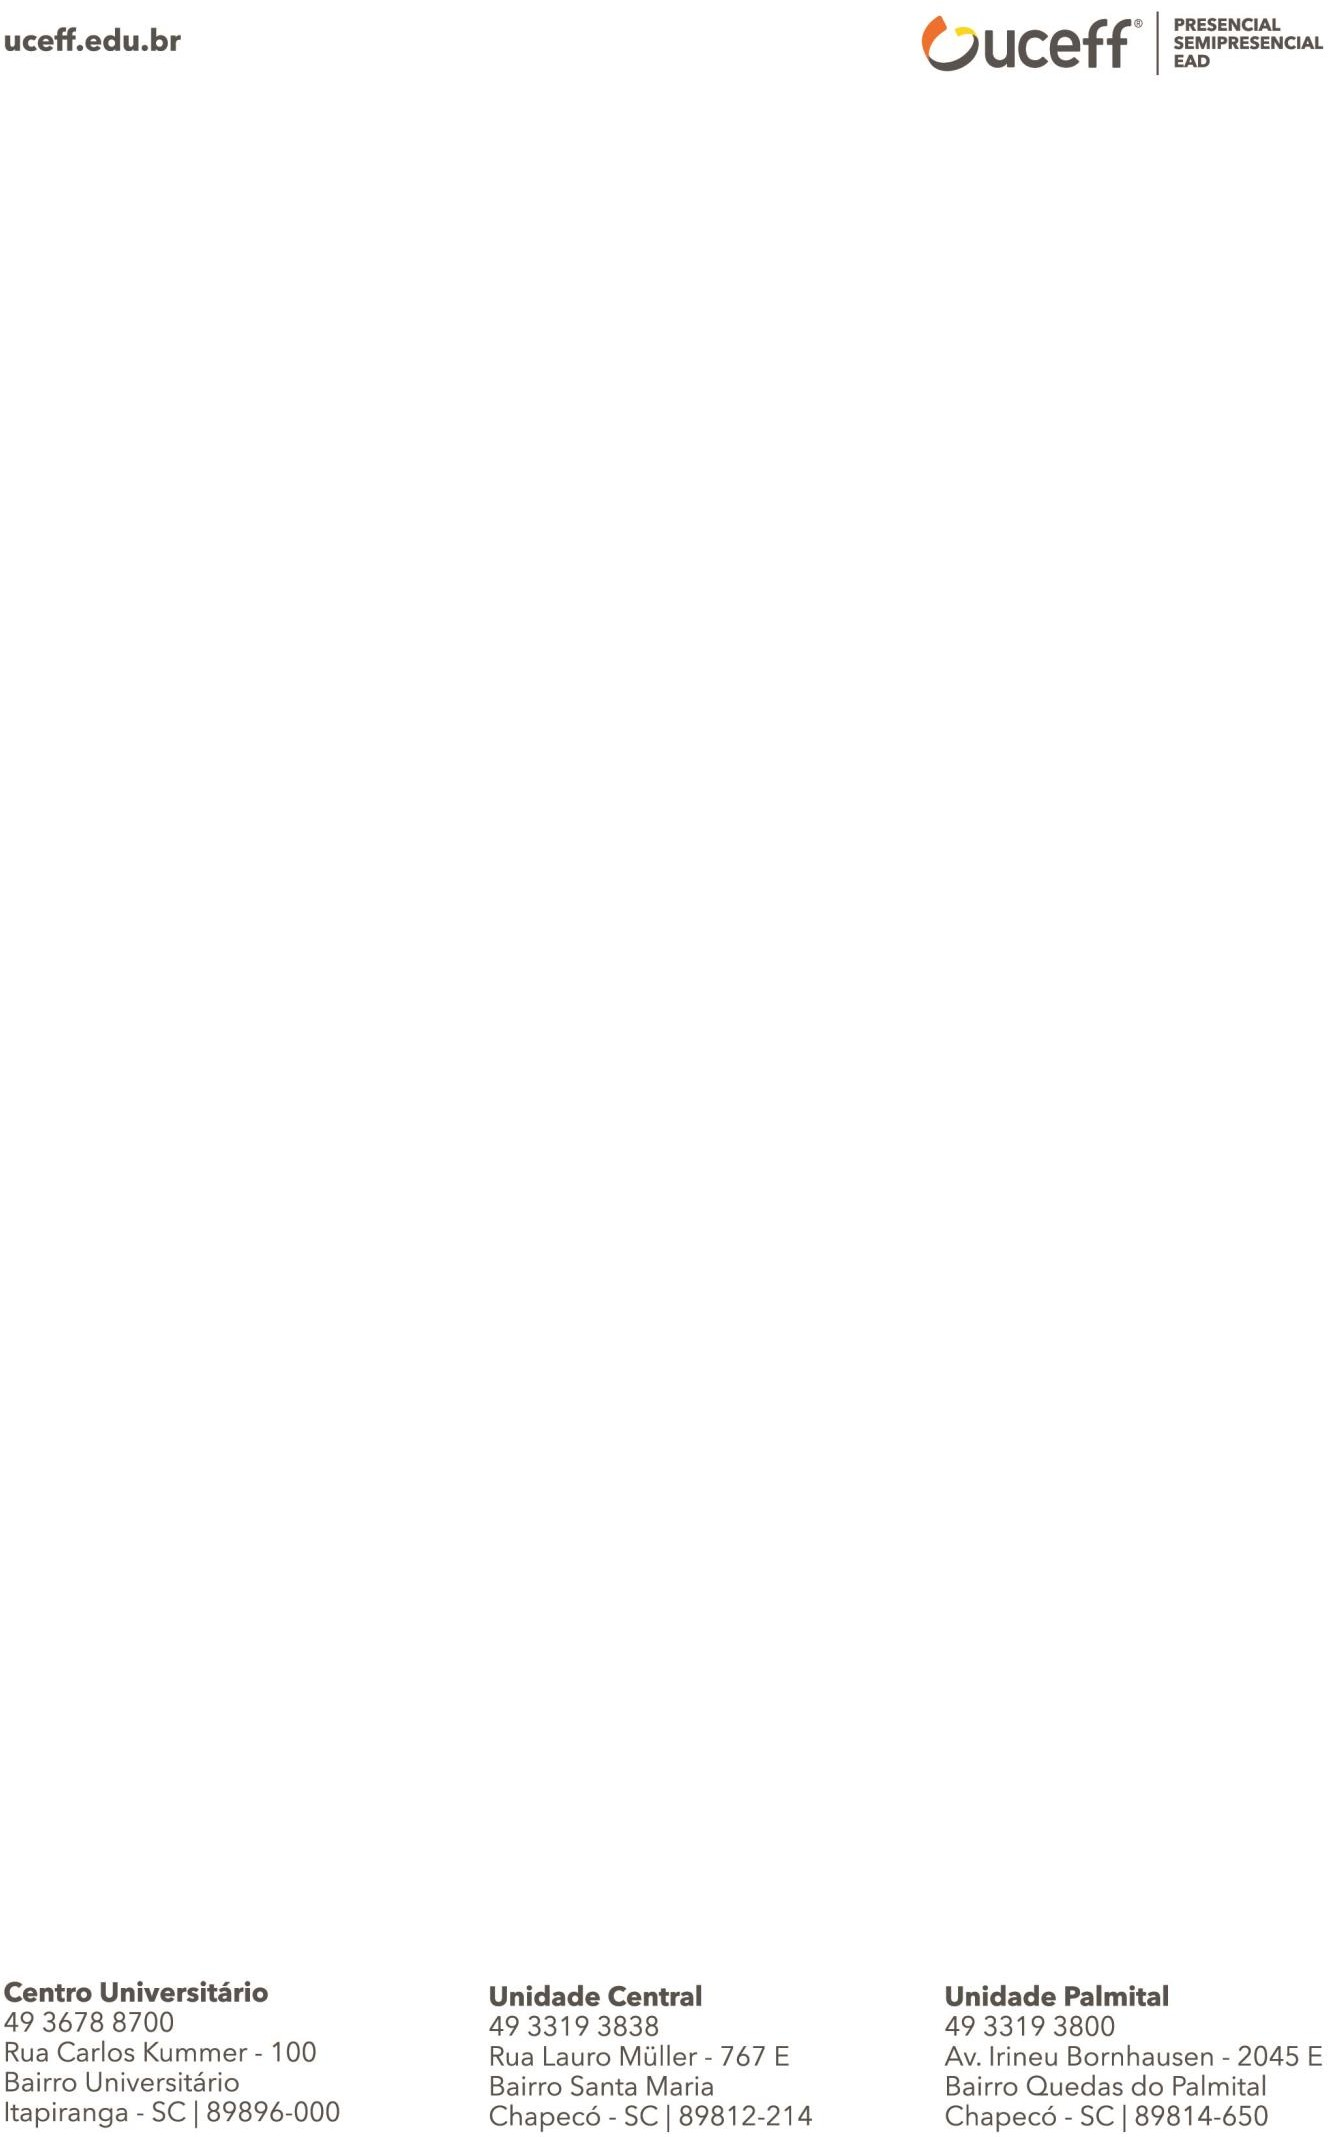 uceff.edu.br
uceff®
PRESENCIAL
SEMIPRESENCIAL
EAD
Centro Universitário
49 3678 8700
Rua Carlos Kummer - 100
Bairro Universitário
Itapiranga - SC | 89896-000
Unidade Central
49 3319 3838
Rua Lauro Müller - 767 E
Bairro Santa Maria
Chapecó - SC | 89812-214
Unidade Palmital
49 3319 3800
Av. Irineu Bornhausen - 2045 E
Bairro Quedas do Palmital
Chapecó - SC | 89814-650